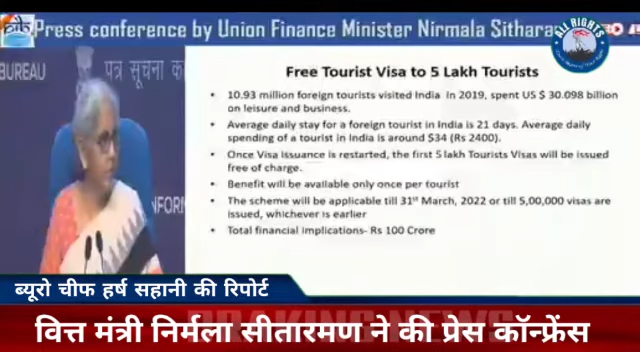 Press conference by Union Finance Minister Nirmala Sithara
ALL RIGHTS
BUREAU
पत्र सूचना का
Free Tourist Visa to 5 Lakh Tourists
• 10.93 million foreign tourists visited India In 2019, spent US $ 30.098 billion
on leisure and business.
• Average daily stay for a foreign tourist in India is 21 days. Average daily
spending of a tourist in India is around $34 (Rs 2400).
• Once Visa issuance is restarted, the first 5 lakh Tourists Visas will be issued
free of charge.
• Benefit will be available only once per tourist
• The scheme will be applicable till 31st March, 2022 or till 5,00,000 visas are
issued, whichever is earlier
• Total financial implications- Rs 100 Crore
NFORM
ब्यूरो चीफ हर्ष सहानी की रिपोर्ट
वित्त मंत्री निर्मला सीतारमण ने की प्रेस कॉन्फ्रेंस